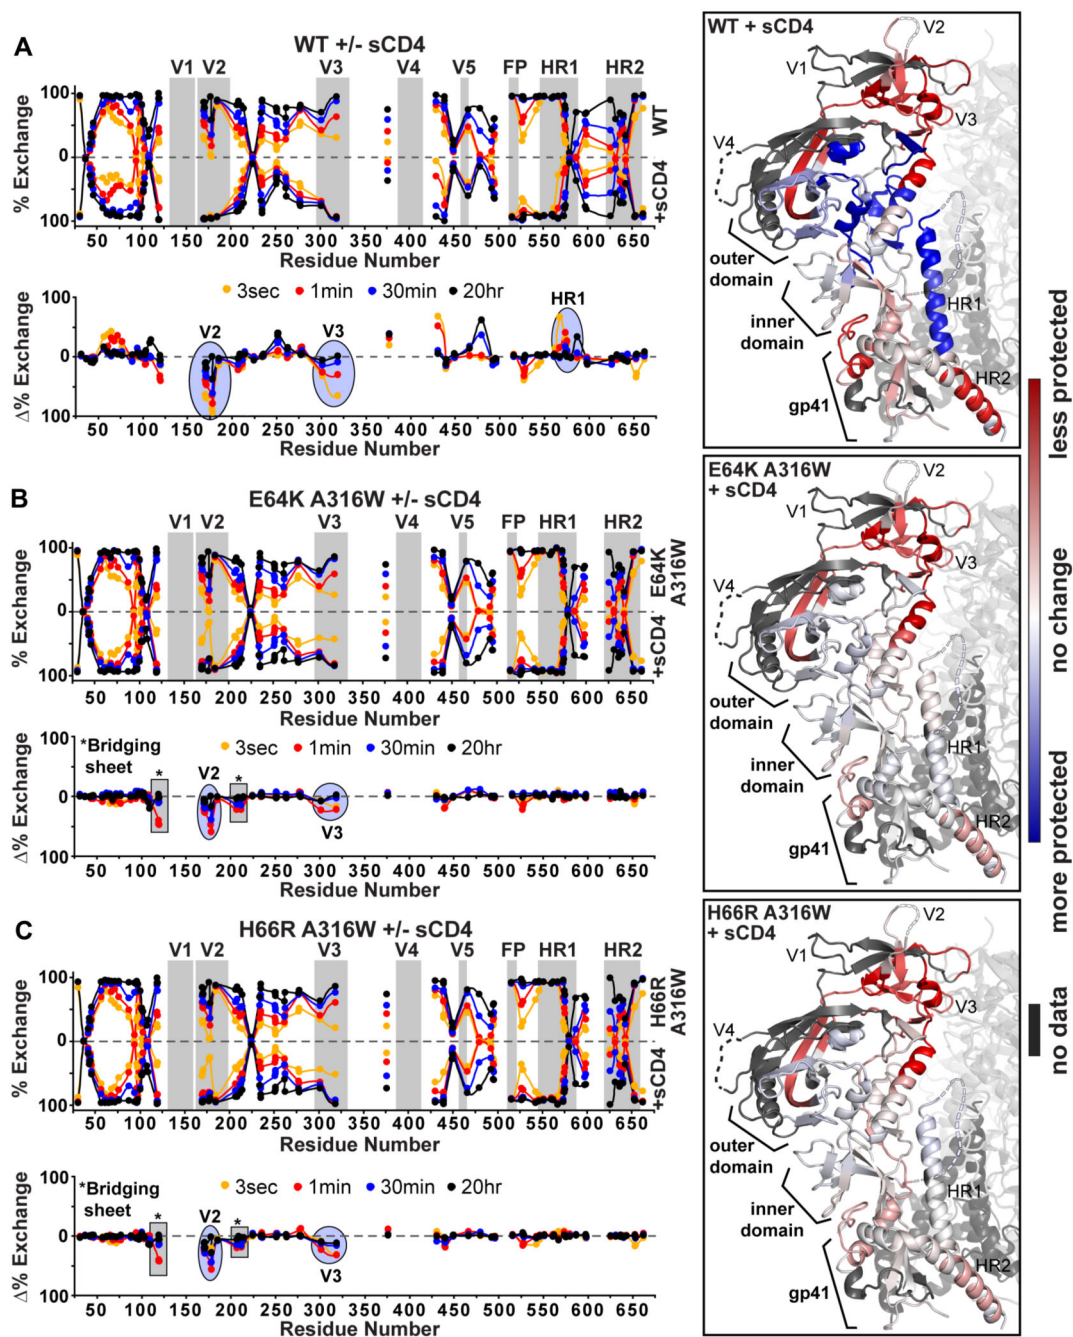 A
WT +/- sCD4
V1 V2 V3 V4 V5 FP HR1 HR2
100
0
100
% Exchange
WT
+sCD4
50 100 150 200 250 300 350 400 450 500 550 600 650
Residue Number
3sec 1min 30min 20hr
100
0
100
Δ% Exchange
V2
V3
HR1
50 100 150 200 250 300 350 400 450 500 550 600 650
Residue Number
WT + sCD4
V2
V1
V3
V4
outer
domain
inner
domain
HR1
HR2
gp41
B
E64K A316W +/- sCD4
V1 V2 V3 V4 V5 FP HR1 HR2
100
0
100
% Exchange
E64K
A316W
+sCD4
50 100 150 200 250 300 350 400 450 500 550 600 650
Residue Number
*Bridging
sheet
3sec 1min 30min 20hr
100
0
100
Δ% Exchange
*
V2
*
V3
50 100 150 200 250 300 350 400 450 500 550 600 650
Residue Number
E64K A316W
+ sCD4
V2
V1
V3
V4
outer
domain
inner
domain
HR1
HR2
gp41
C
H66R A316W +/- sCD4
V1 V2 V3 V4 V5 FP HR1 HR2
100
0
100
% Exchange
H66R
A316W
+sCD4
50 100 150 200 250 300 350 400 450 500 550 600 650
Residue Number
*Bridging
sheet
3sec 1min 30min 20hr
100
0
100
Δ% Exchange
*
V2
*
V3
50 100 150 200 250 300 350 400 450 500 550 600 650
Residue Number
H66R A316W
+ sCD4
V2
V1
V3
V4
outer
domain
inner
domain
HR1
HR2
gp41
less protected
no change
more protected
no data